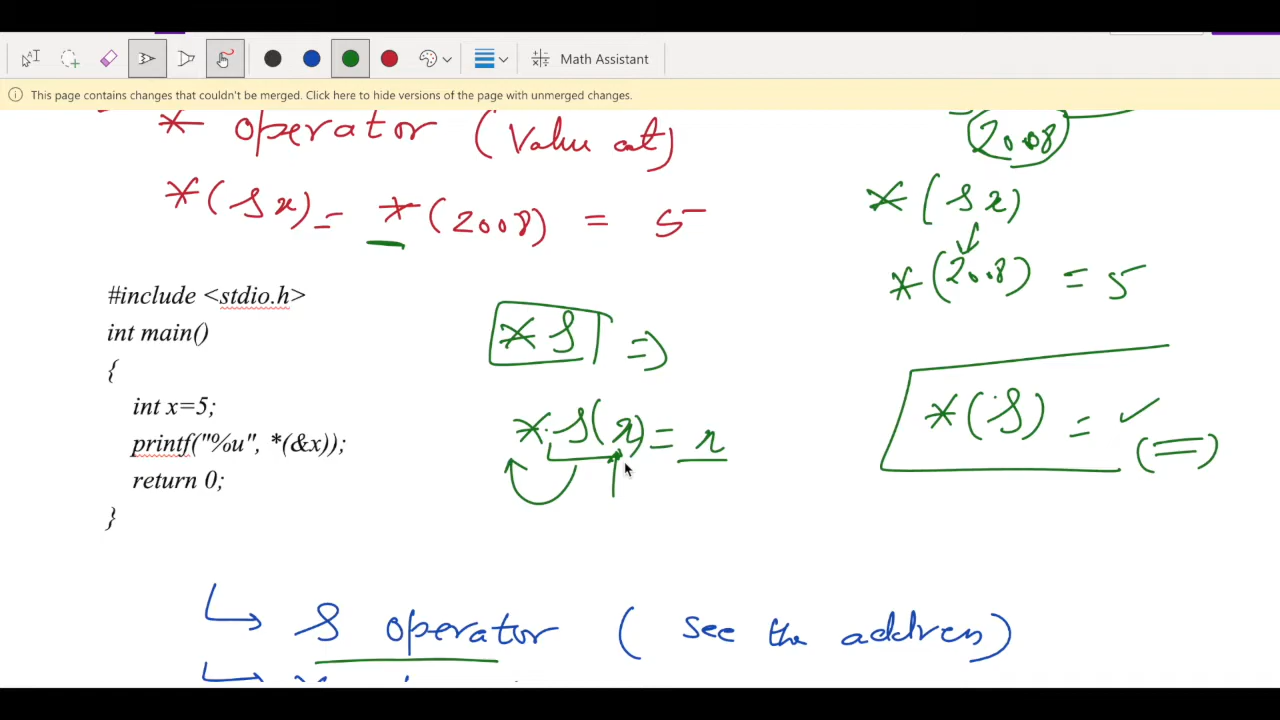 Math Assistant
This page contains changes that couldn't be merged. Click here to hide versions of the page with unmerged changes.
* operator (Value at)
*(&x) = *(2008) = 5
(2008)
*(&x)
*(2008) = 5
#include <stdio.h>
int main()
{
int x=5;
printf("%u", *(&x));
return 0;
}
*& =>
*&(x) = x
*(&) = ✓
(=)
& operator (see the address)